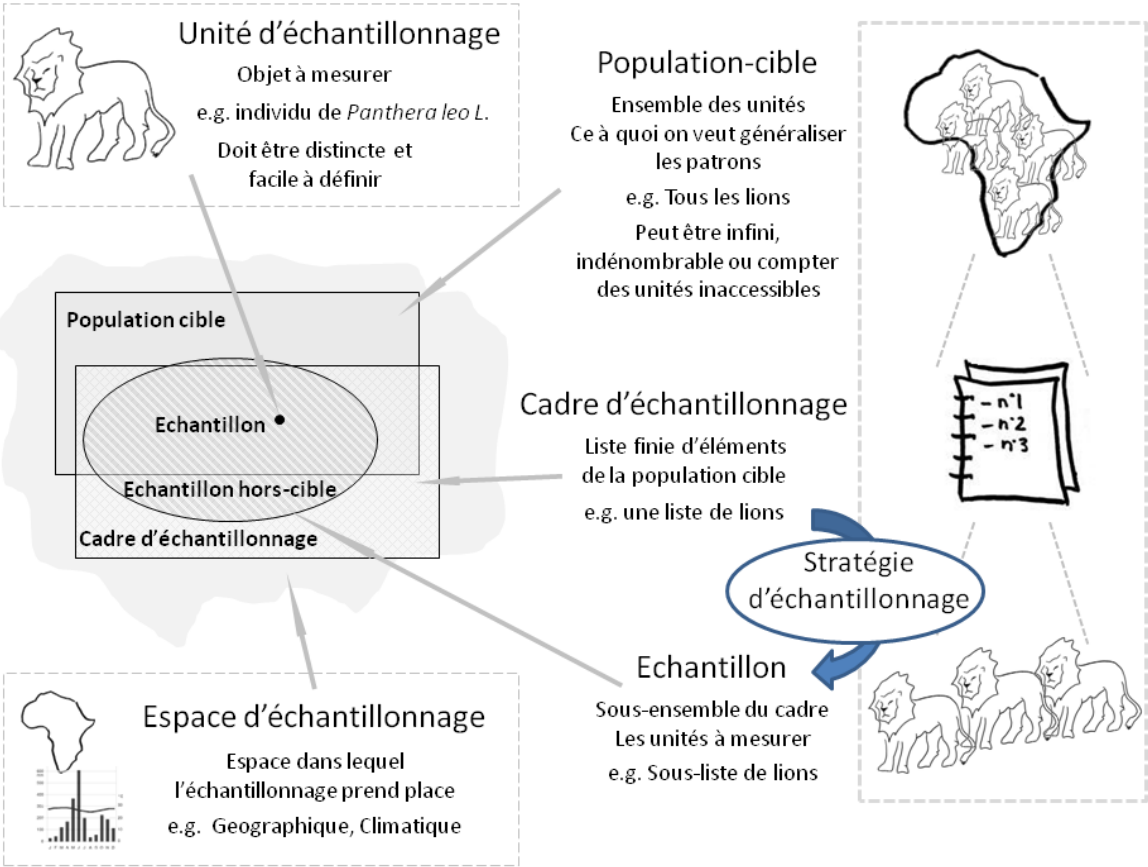 Unité d'échantillonnage
Objet à mesurer
e.g. individu de Panthera leo L.
Doit être distincte et
facile à définir
Population-cible
Ensemble des unités
Ce à quoi on veut généraliser
les patrons
e.g. Tous les lions
Peut être infini,
indénombrable ou compter
des unités inaccessibles
Population cible
Echantillon
Echantillon hors-cible
Cadre d'échantillonnage
Cadre d'échantillonnage
Liste finie d'éléments
de la population cible
e.g. une liste de lions
- n°1
- n°2
- n°3
Stratégie
d'échantillonnage
Echantillon
Sous-ensemble du cadre
Les unités à mesurer
e.g. Sous-liste de lions
Espace d'échantillonnage
Espace dans lequel
l'échantillonnage prend place
e.g. Geographique, Climatique